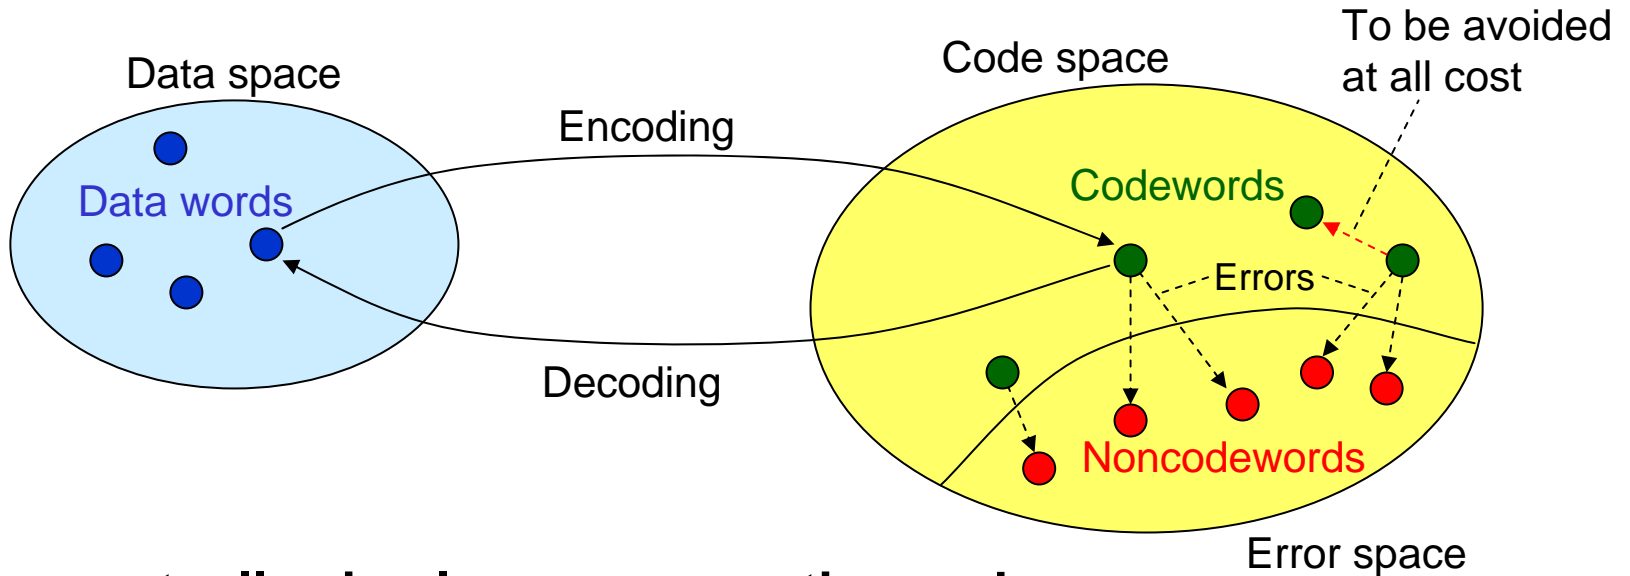 To be avoided
at all cost
Code space
Data space
Encoding
Codewords
Data words
Errors
Decoding
Noncodewords
Error space